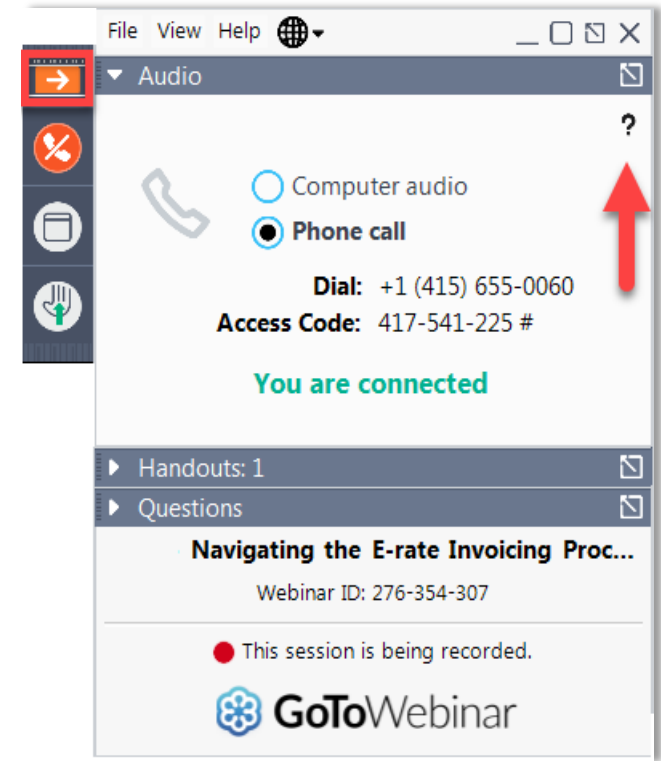 File View Help
Audio
?
Computer audio
Phone call
Dial: +1 (415) 655-0060
Access Code: 417-541-225 #
You are connected
Handouts: 1
Questions
Navigating the E-rate Invoicing Proc...
Webinar ID: 276-354-307
This session is being recorded.
GoToWebinar